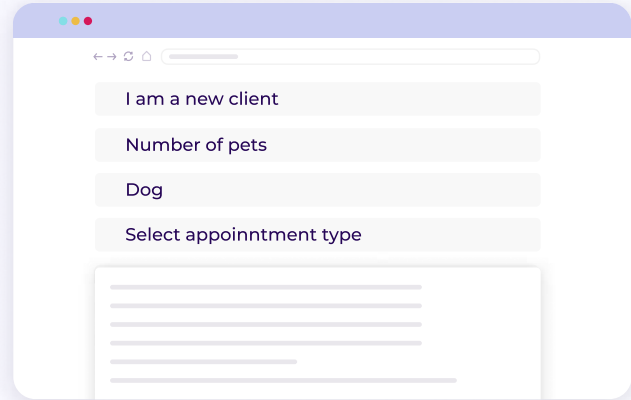 I am a new client
Number of pets
Dog
Select appoinntment type